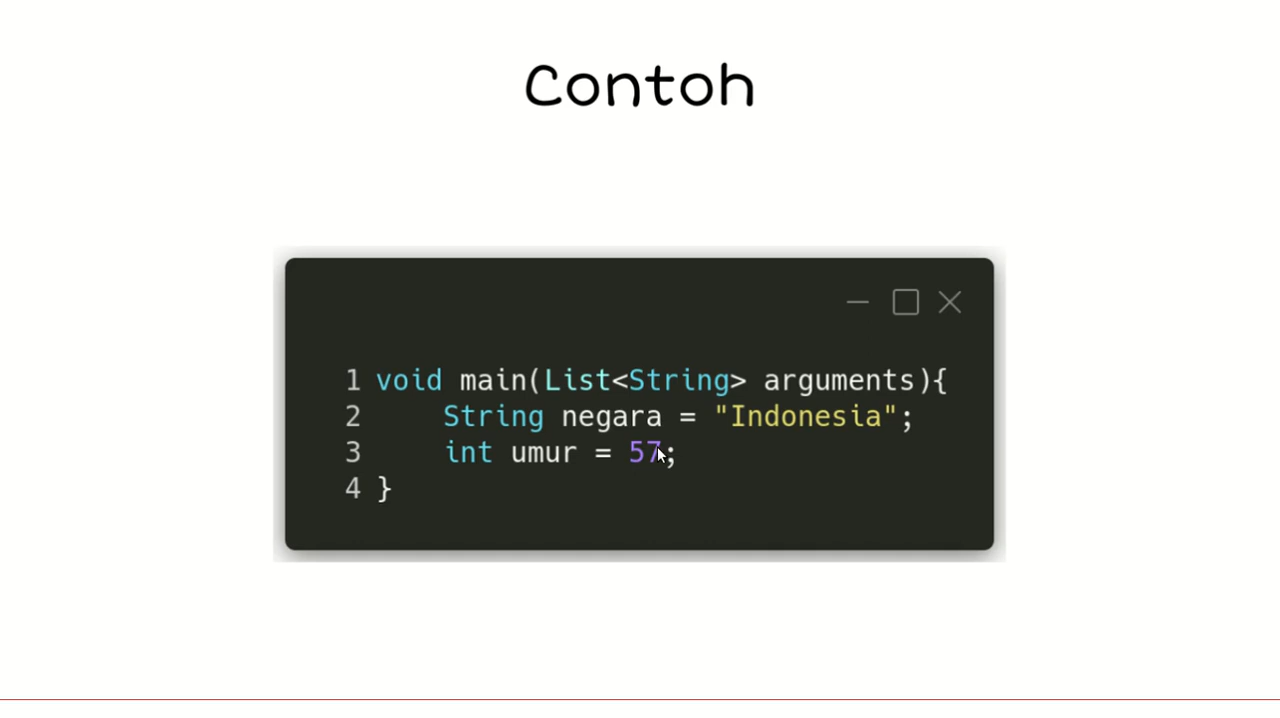 Contoh
1 void main(List<String> arguments){
2     String negara = "Indonesia";
3     int umur = 57;
4 }